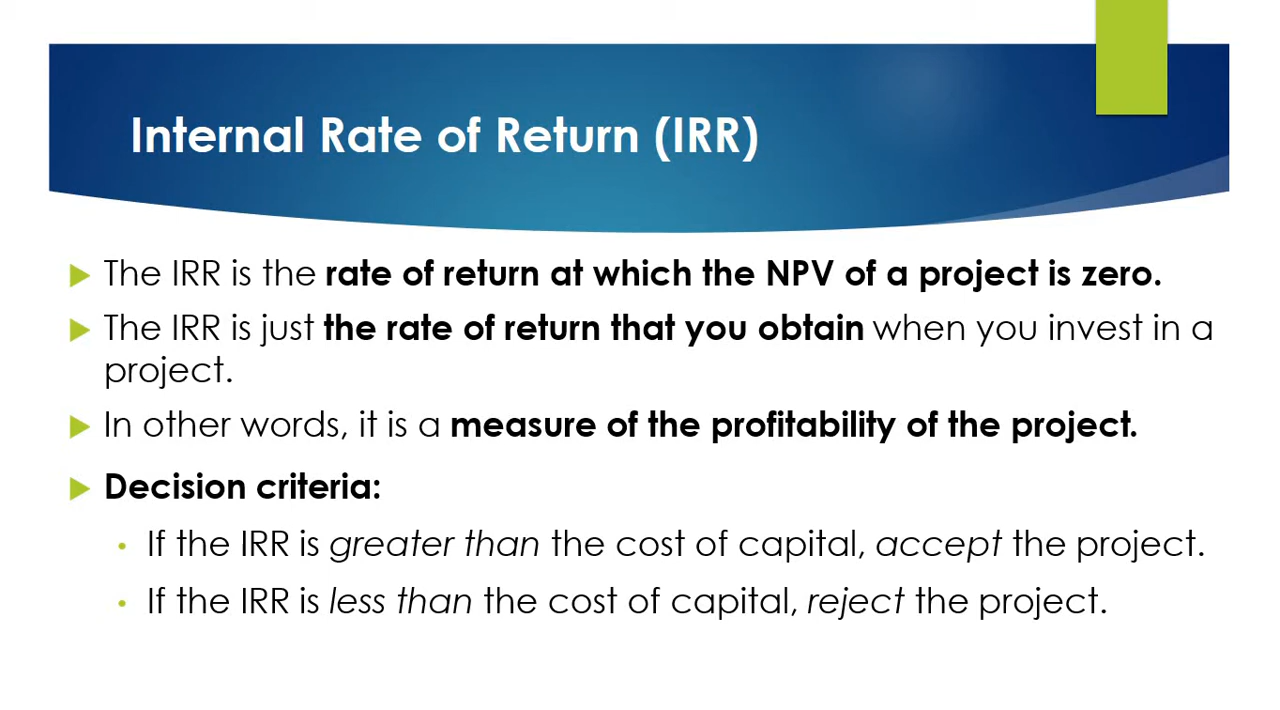 Internal Rate of Return (IRR)
The IRR is the rate of return at which the NPV of a project is zero.
The IRR is just the rate of return that you obtain when you invest in a
project.
In other words, it is a measure of the profitability of the project.
Decision criteria:
If the IRR is greater than the cost of capital, accept the project.
If the IRR is less than the cost of capital, reject the project.